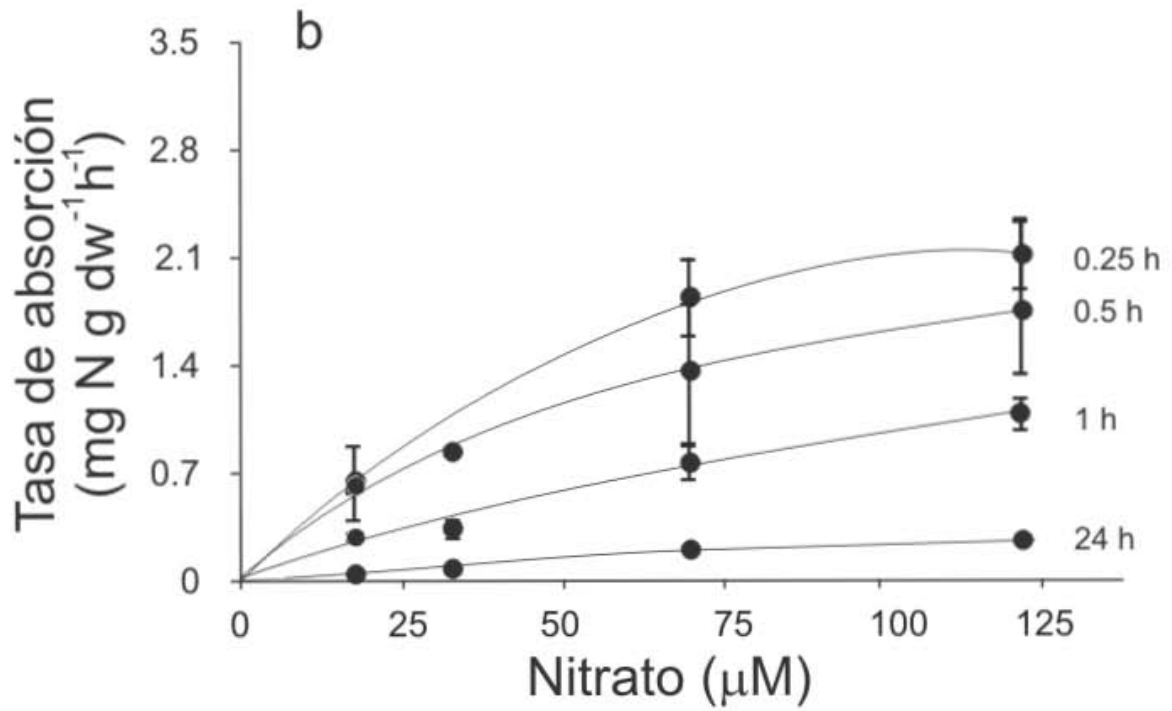 b
Tasa de absorción
(mg N g dw⁻¹h⁻¹)
3.5
2.8
2.1
1.4
0.7
0
0.25 h
0.5 h
1 h
24 h
0 25 50 75 100 125
Nitrato (μM)